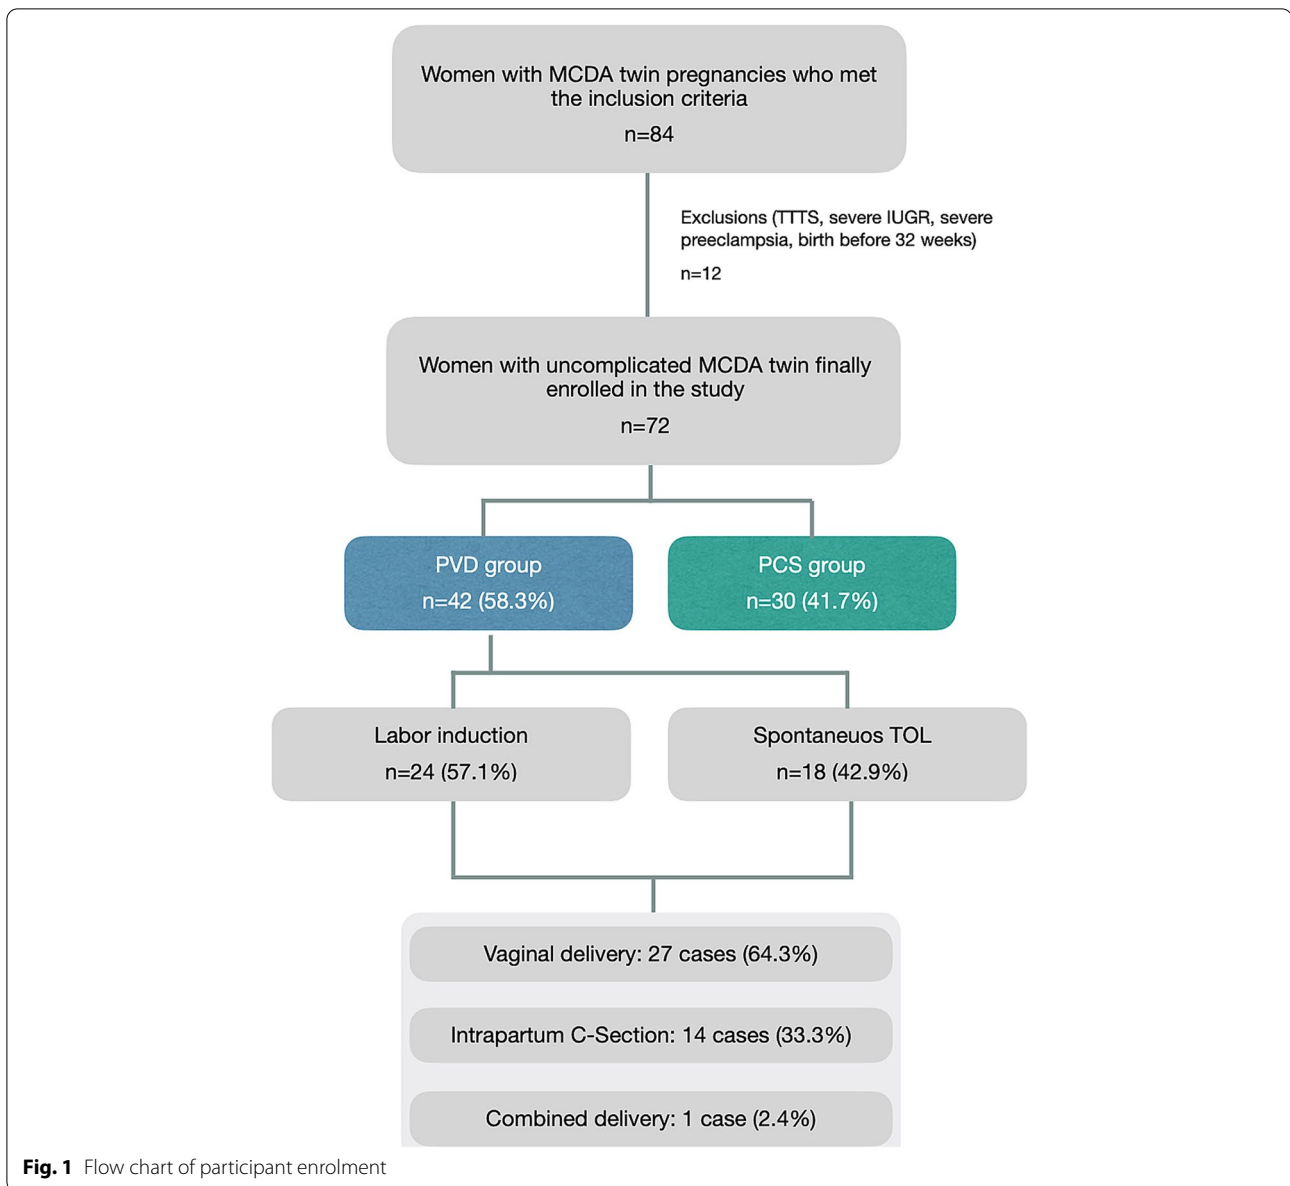 Women with MCDA twin pregnancies who met
the inclusion criteria
n=84
Exclusions (TTTS, severe IUGR, severe
preeclampsia, birth before 32 weeks)
n=12
Women with uncomplicated MCDA twin finally
enrolled in the study
n=72
PVD group
n=42 (58.3%)
PCS group
n=30 (41.7%)
Labor induction
n=24 (57.1%)
Spontaneuos TOL
n=18 (42.9%)
Vaginal delivery: 27 cases (64.3%)
Intrapartum C-Section: 14 cases (33.3%)
Combined delivery: 1 case (2.4%)
Fig. 1 Flow chart of participant enrolment